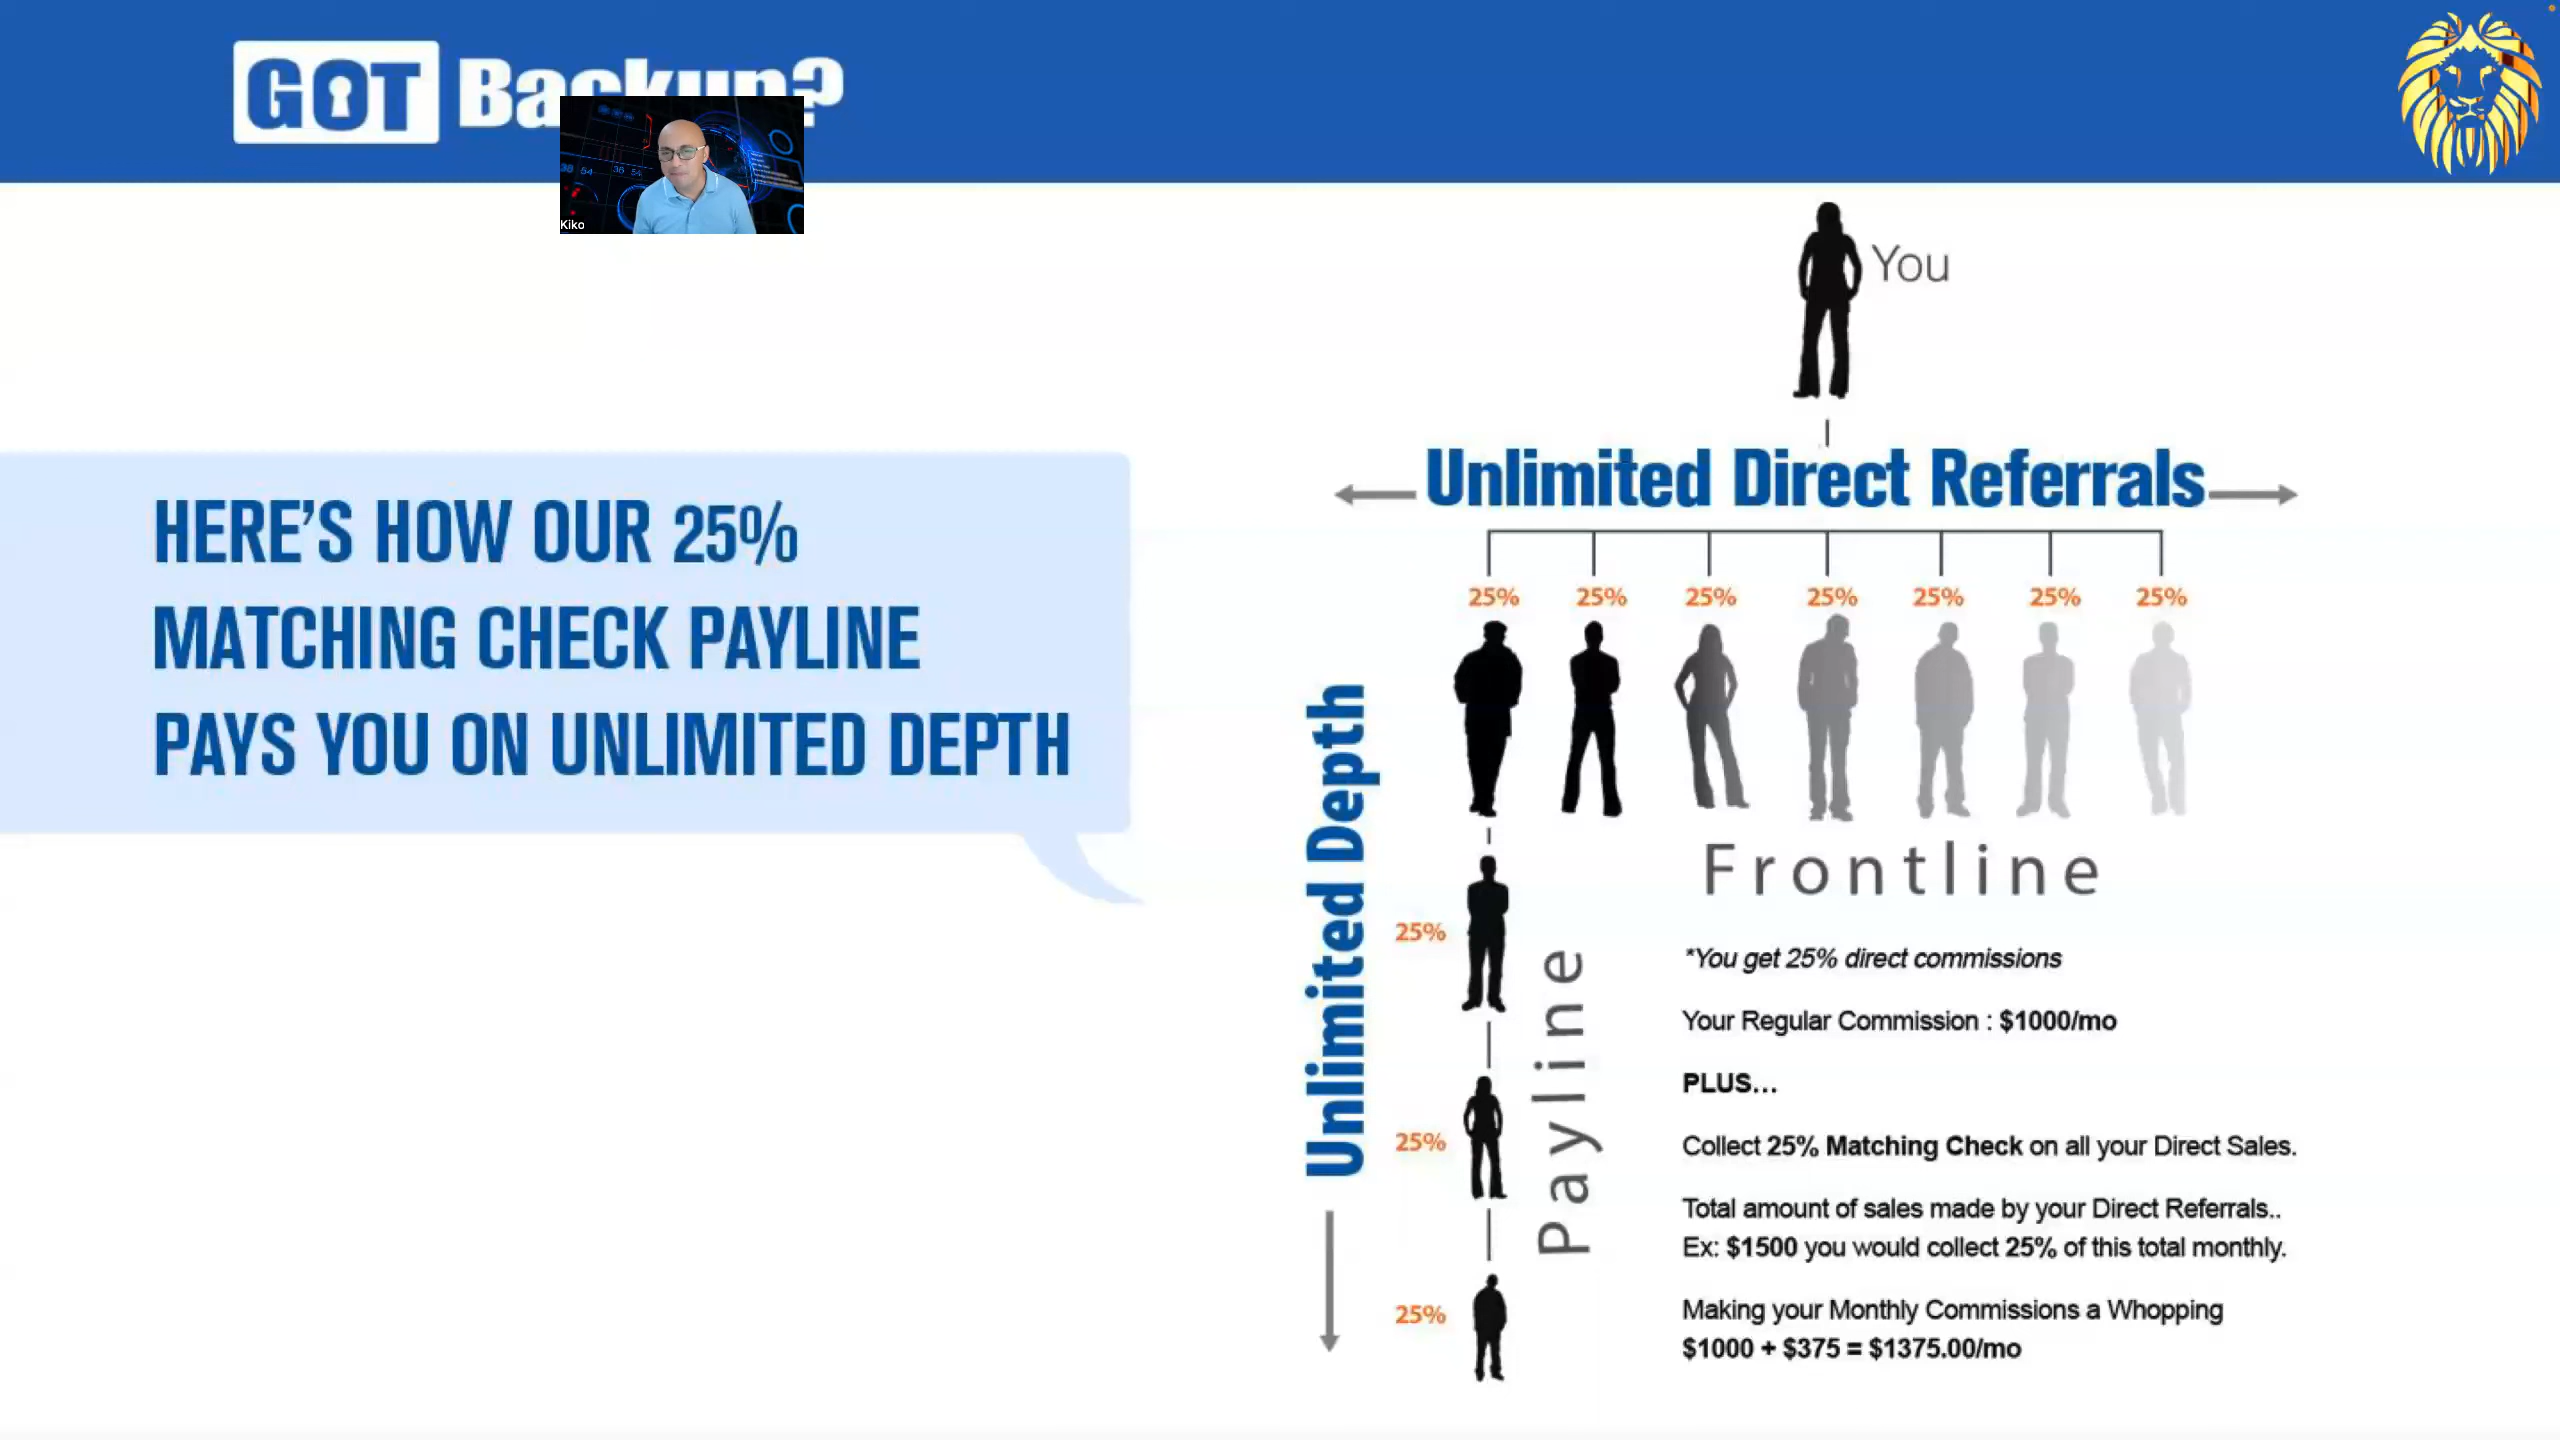 GOT Backup?
Kiko
You
HERE'S HOW OUR 25%
MATCHING CHECK PAYLINE
PAYS YOU ON UNLIMITED DEPTH
Unlimited Direct Referrals
25% 25% 25% 25% 25% 25% 25%
Frontline
Unlimited Depth
25%
25%
25%
Payline
*You get 25% direct commissions
Your Regular Commission : $1000/mo
PLUS...
Collect 25% Matching Check on all your Direct Sales.
Total amount of sales made by your Direct Referrals..
Ex: $1500 you would collect 25% of this total monthly.
Making your Monthly Commissions a Whopping
$1000 + $375 = $1375.00/mo